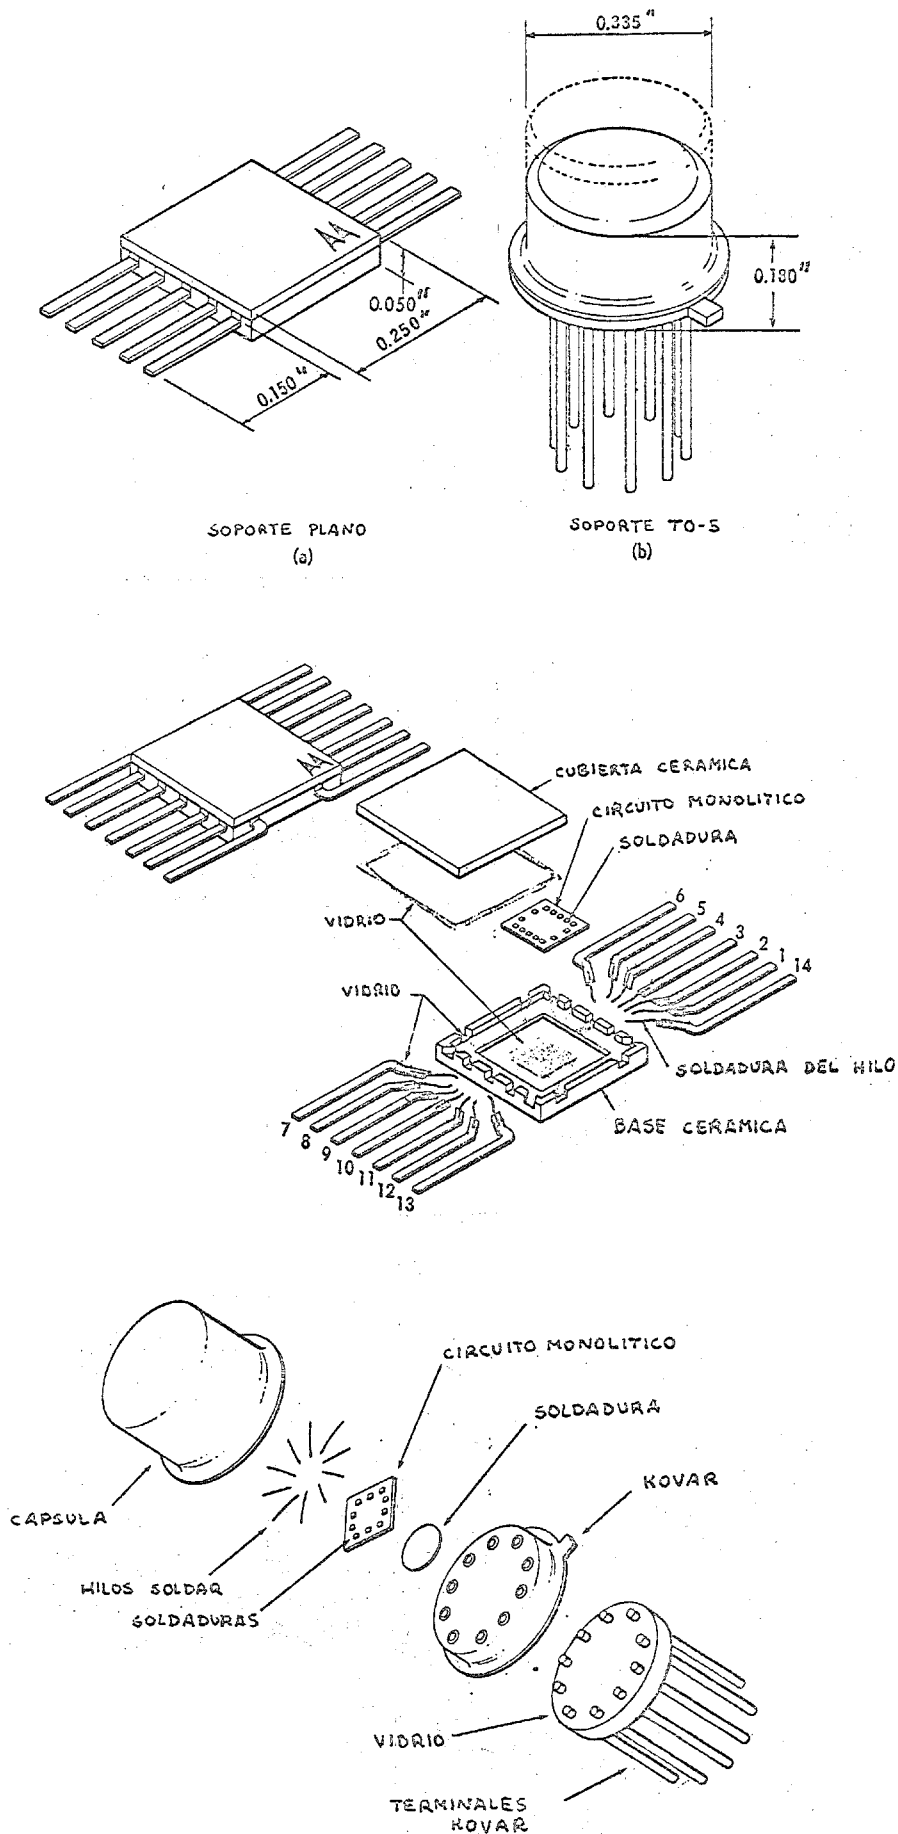 0.335"
A4
0.050"
0.250"
0.150"
0.180"
SOPORTE PLANO
(a)
SOPORTE TO-5
(b)
A4
CUBIERTA CERAMICA
CIRCUITO MONOLITICO
SOLDADURA
VIDRIO
6
5
4
3
2
1
14
VIDRIO
SOLDADURA DEL HILO
BASE CERAMICA
7
8
9
10
11
12
13
CIRCUITO MONOLITICO
SOLDADURA
KOVAR
CAPSULA
HILOS SOLDAR
SOLDADURAS
VIDRIO
TERMINALES
KOVAR